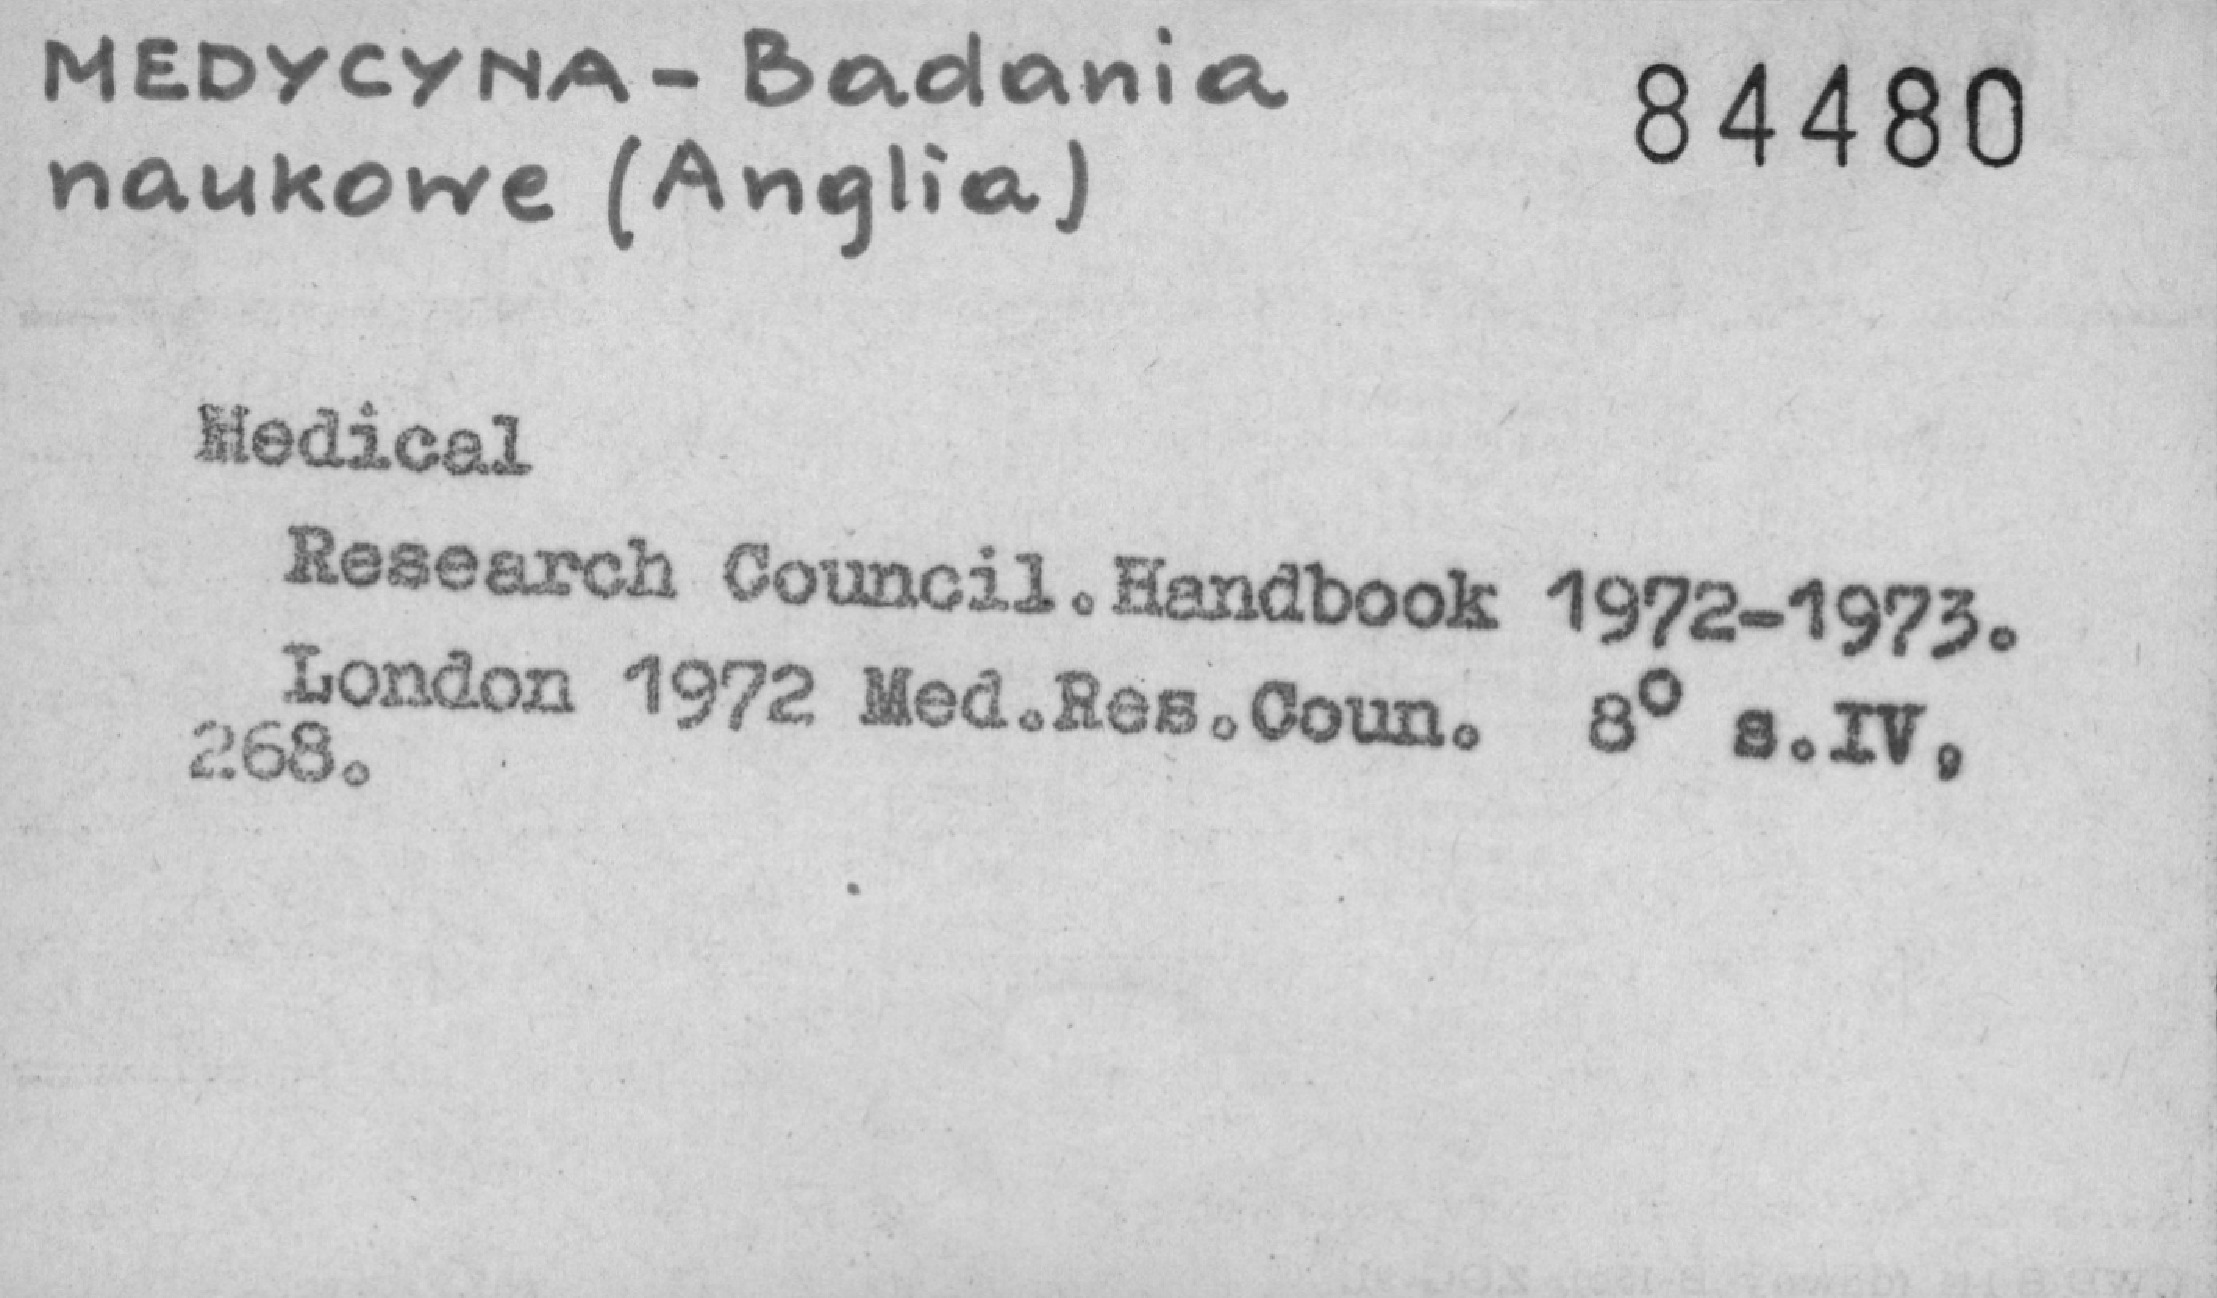 MEDYCYNA - Badania
naukowe (Anglia)
84480
Medical
Research Council.Handbook 1972-1973.
London 1972 Med.Res.Coun. 8° s.IV,
268.